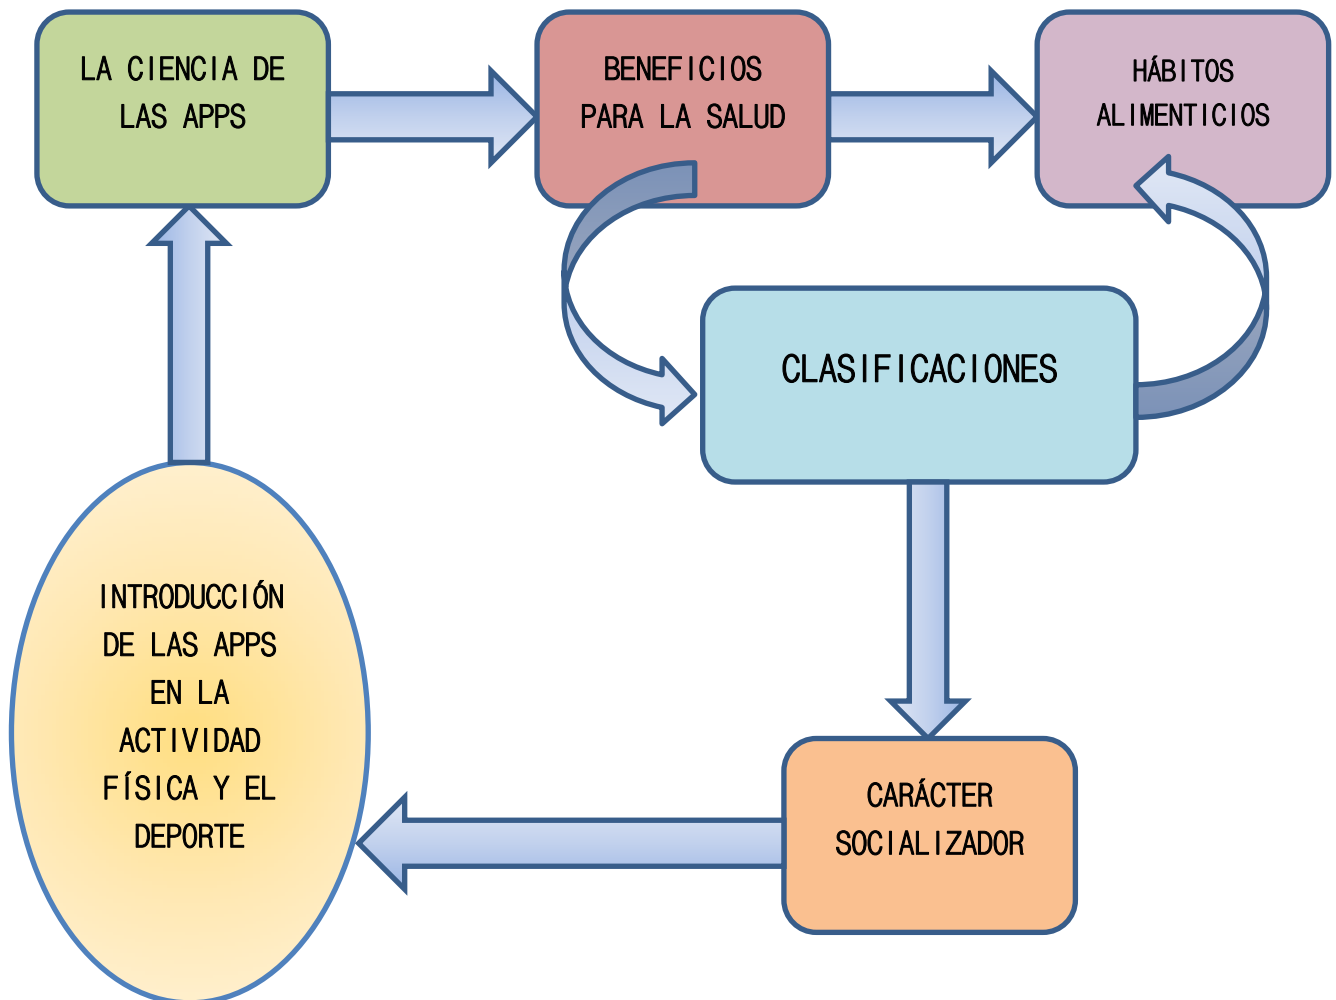 LA CIENCIA DE
LAS APPS
BENEFICIOS
PARA LA SALUD
HÁBITOS
ALIMENTICIOS
CLASIFICACIONES
INTRODUCCIÓN
DE LAS APPS
EN LA
ACTIVIDAD
FÍSICA Y EL
DEPORTE
CARÁCTER
SOCIALIZADOR